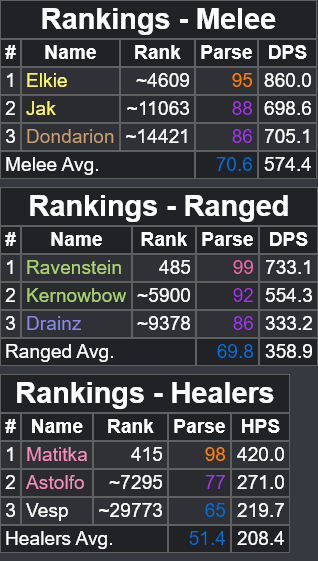 Rankings - Melee
# Name Rank Parse DPS
1 Elkie ~4609 95 860.0
2 Jak ~11063 88 698.6
3 Dondarion ~14421 86 705.1
Melee Avg. 70.6 574.4
Rankings - Ranged
# Name Rank Parse DPS
1 Ravenstein 485 99 733.1
2 Kernowbow ~5900 92 554.3
3 Drainz ~9378 86 333.2
Ranged Avg. 69.8 358.9
Rankings - Healers
# Name Rank Parse HPS
1 Matitka 415 98 420.0
2 Astolfo ~7295 77 271.0
3 Vesp ~29773 65 219.7
Healers Avg. 51.4 208.4